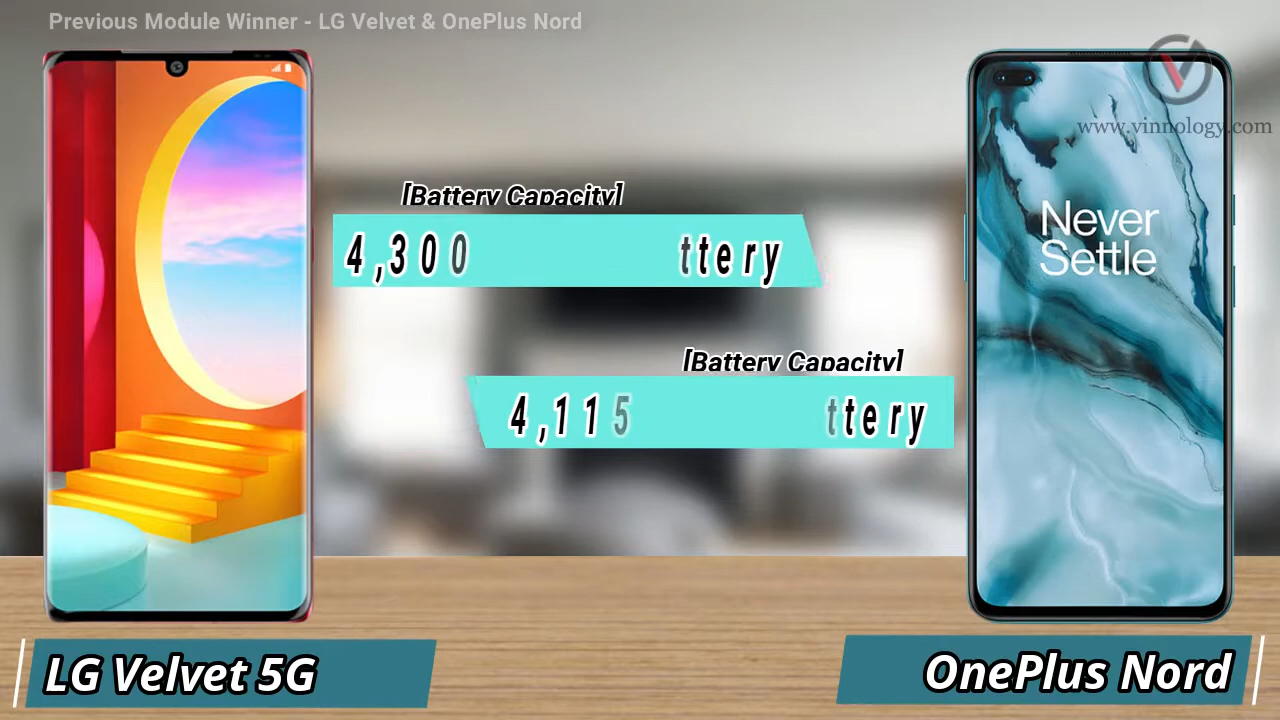 Previous Module Winner - LG Velvet & OnePlus Nord
www.vinnology.com
[Battery Capacity]
4,300 ttery
Never
Settle
[Battery Capacity]
4,115 ttery
LG Velvet 5G
OnePlus Nord